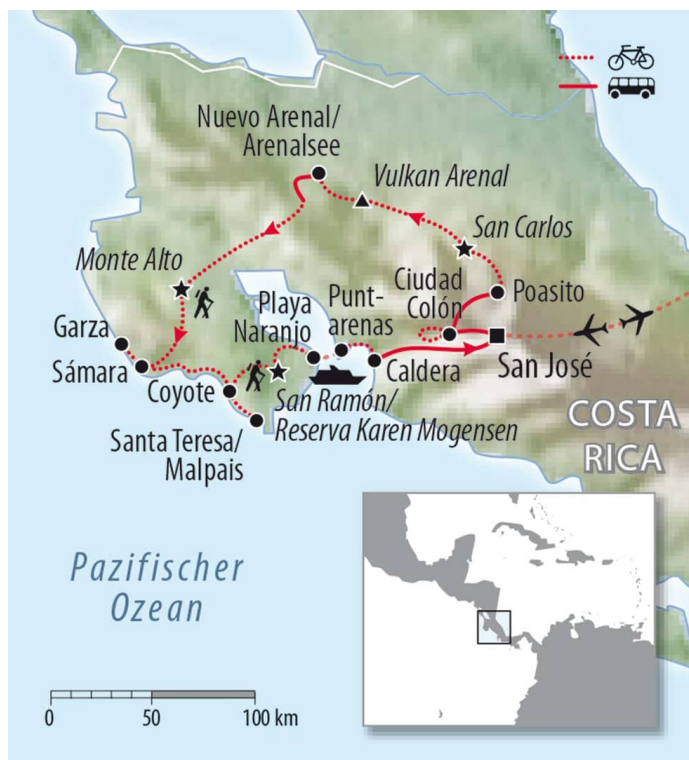 Nuevo Arenal/
Arenalsee
Vulkan Arenal
San Carlos
Monte Alto
Ciudad
Colón
Poasito
Playa
Naranjo
Punt-
arenas
Garza
Sámara
Caldera
San José
Coyote
San Ramón/
Reserva Karen Mogensen
Santa Teresa/
Malpais
COSTA
RICA
Pazifischer
Ozean
0 50 100 km